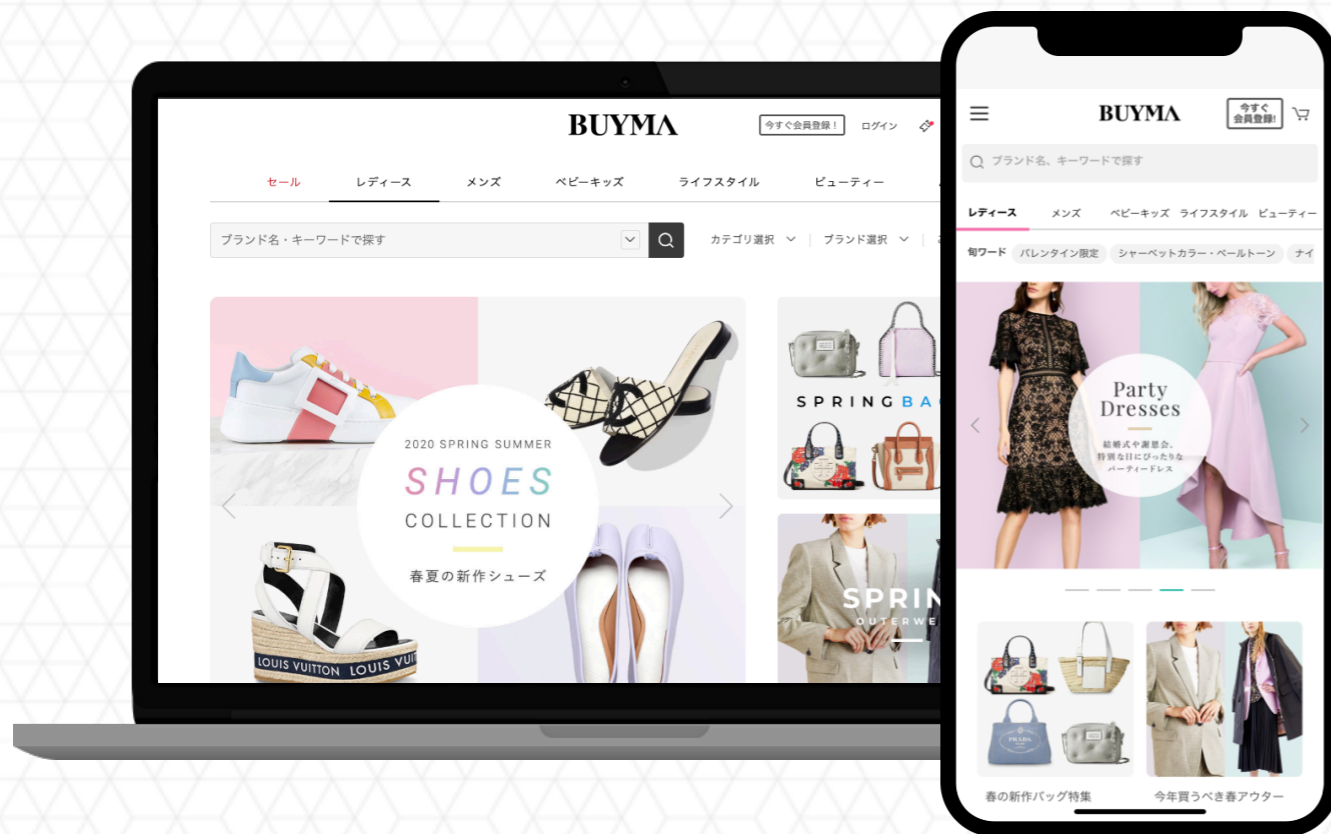 BUYMA
今すぐ会員登録！
ログイン
セール
レディース
メンズ
ベビーキッズ
ライフスタイル
ビューティー
ブランド名・キーワードで探す
カテゴリ選択
ブランド選択
2020 SPRING SUMMER
SHOES
COLLECTION
春夏の新作シューズ
LOUIS VUITTON LOUIS
SPRING
SPRIN
BUYMA
今すぐ
会員登録!
ブランド名、キーワードで探す
レディース
メンズ
ベビーキッズ
ライフスタイル
ビューティー
旬ワード
バレンタイン限定
シャーベットカラー・ペールトーン
ナイ
Party
Dresses
結婚式や謝恩会、
特別な日にぴったりな
パーティードレス
PRADA
春の新作バッグ特集
今年買うべき春アウター